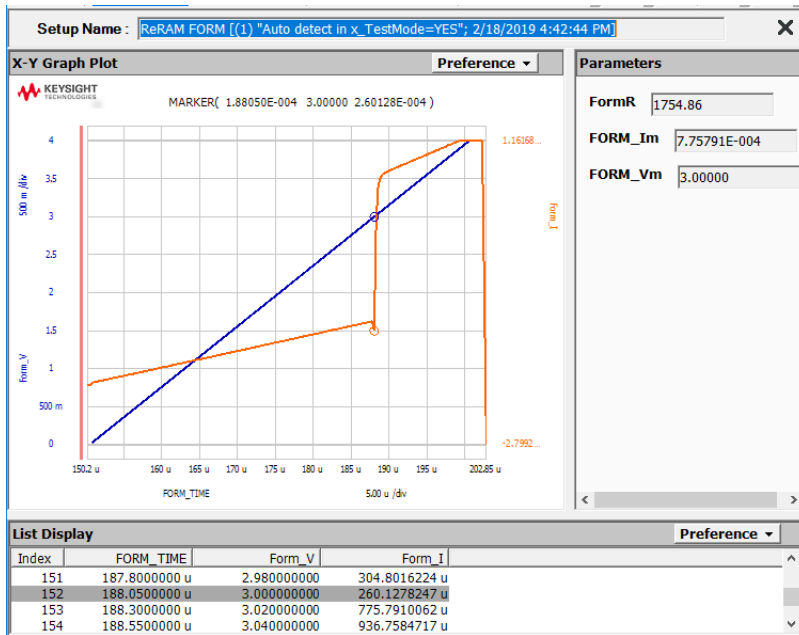 Setup Name : ReRAM FORM [(1) "Auto detect in x_TestMode=YES"; 2/18/2019 4:42:44 PM]
X-Y Graph Plot Preference
KEYSIGHT
TECHNOLOGIES
MARKER( 1.88050E-004 3.00000 2.60128E-004 )
4
3.5
3
2.5
2
1.5
1
500 m
0
500 m /div
Form_V
1.16168...
Form_I
-2.7992...
150.2 u 160 u 165 u 170 u 175 u 180 u 185 u 190 u 195 u 202.85 u
FORM_TIME 5.00 u /div
Parameters
FormR 1754.86
FORM_Im 7.75791E-004
FORM_Vm 3.00000
List Display Preference
Index FORM_TIME Form_V Form_I
151 187.8000000 u 2.980000000 304.8016224 u
152 188.0500000 u 3.000000000 260.1278247 u
153 188.3000000 u 3.020000000 775.7910062 u
154 188.5500000 u 3.040000000 936.7584717 u